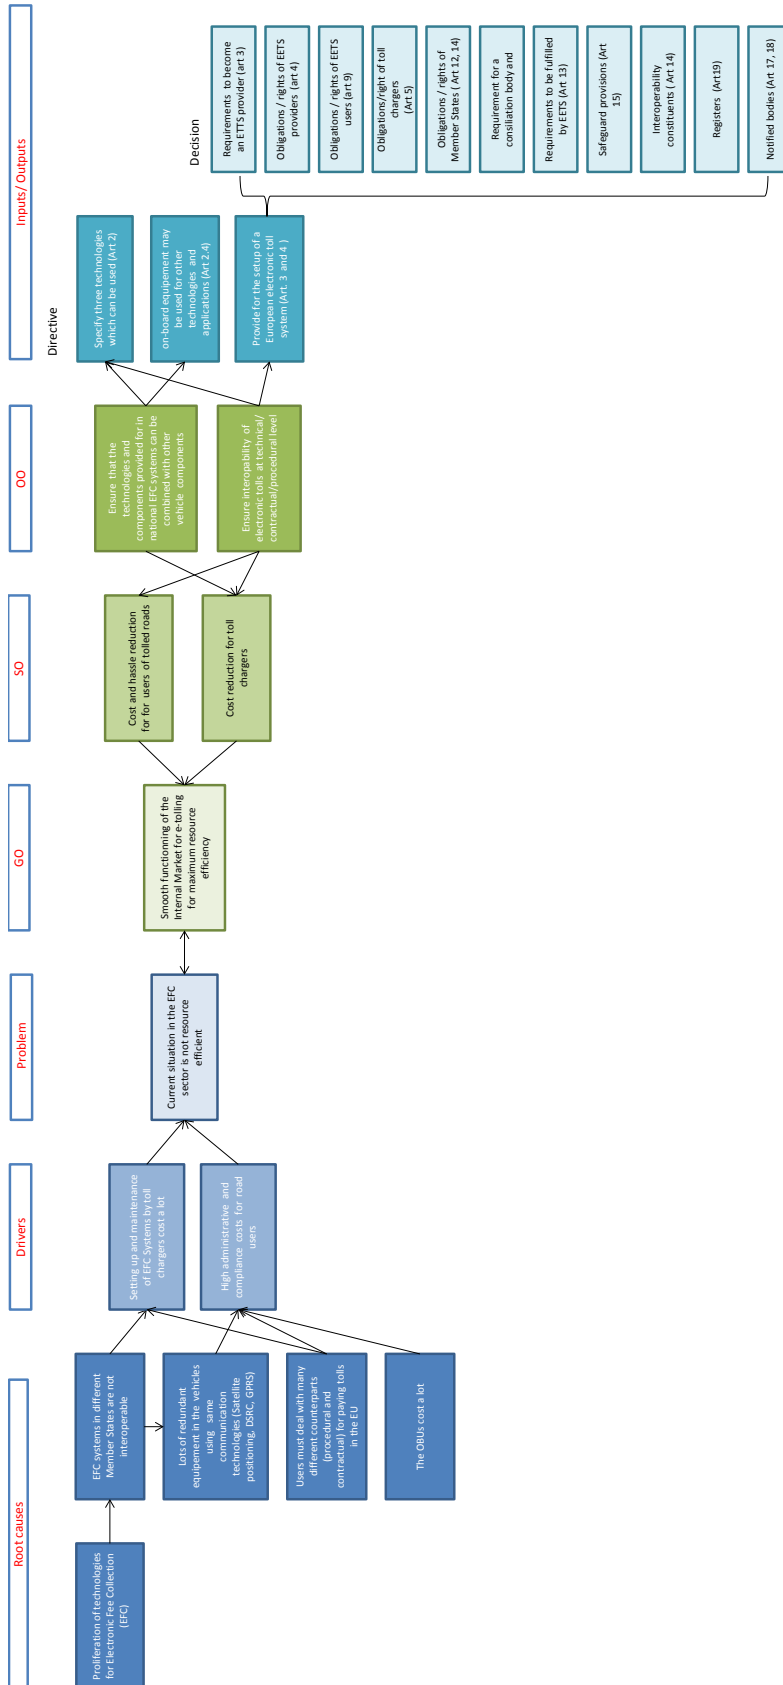 Root causes
Drivers
Problem
GO
SO
OO
Inputs/ Outputs
Proliferation of technologies
for Electronic Fee Collection
(EFC)
EFC systems in different
Member States are not
interoperable
Lots of redundant
equipement in the vehicles
using same
communication
technologies (Satellite
positioning, DSRC, GPRS)
Users must deal with many
different counterparts
(procedural and
contractual) for paying tolls
in the EU
The OBUs cost a lot
Setting up and maintenance
of EFC Systems by toll
chargers cost a lot
High administrative and
compliance costs for road
users
Current situation in the EFC
sector is not resource
efficient
Smooth functionning of the
Internal Market for e-tolling
for maximum resource
efficiency
Cost and hassle reduction
for for users of tolled roads
Cost reduction for toll
chargers
Ensure that the
technologies and
components provided for in
national EFC systems can be
combined with other
vehicle components
Ensure interopability of
electronic tolls at technical/
contractual/procedural level
Directive
Specify three technologies
which can be used (Art 2)
on-board equipement may
be used for other
technologies and
applications (Art 2.4)
Provide for the setup of a
European electronic toll
system (Art. 3 and 4 )
Decision
Requirements to become
an ETTS provider (art 3)
Obligations / rights of EETS
providers (art 4)
Obligations / rights of EETS
users (art 9)
Obligations/right of toll
chargers
(Art 5)
Obligations / rights of
Member States ( Art 12, 14)
Requirement for a
consiliation body and
Requirements to be fulfilled
by EETS (Art 13)
Safeguard provisions (Art
15)
Interoperability
constituents ( Art 14)
Registers (Art19)
Notified bodies (Art 17, 18)